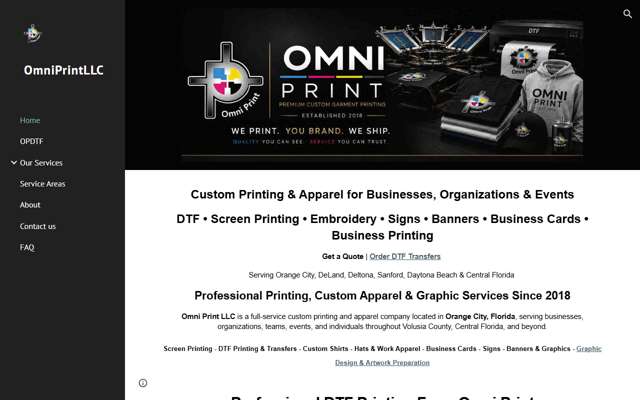 OmniPrintLLC
Home
OPDTF
Our Services
Service Areas
About
Contact us
FAQ
Omni Print
OMNI
PRINT
PREMIUM CUSTOM GARMENT PRINTING
ESTABLISHED 2018
WE PRINT. YOU BRAND. WE SHIP.
QUALITY YOU CAN SEE. SERVICE YOU CAN TRUST.
DTF
Omni Print
OMNI
PRINT
Custom Printing & Apparel for Businesses, Organizations & Events
DTF • Screen Printing • Embroidery • Signs • Banners • Business Cards •
Business Printing
Get a Quote | Order DTF Transfers
Serving Orange City, DeLand, Deltona, Sanford, Daytona Beach & Central Florida
Professional Printing, Custom Apparel & Graphic Services Since 2018
Omni Print LLC is a full-service custom printing and apparel company located in Orange City, Florida, serving businesses,
organizations, teams, events, and individuals throughout Volusia County, Central Florida, and beyond.
Screen Printing - DTF Printing & Transfers - Custom Shirts - Hats & Work Apparel - Business Cards - Signs - Banners & Graphics - Graphic
Design & Artwork Preparation